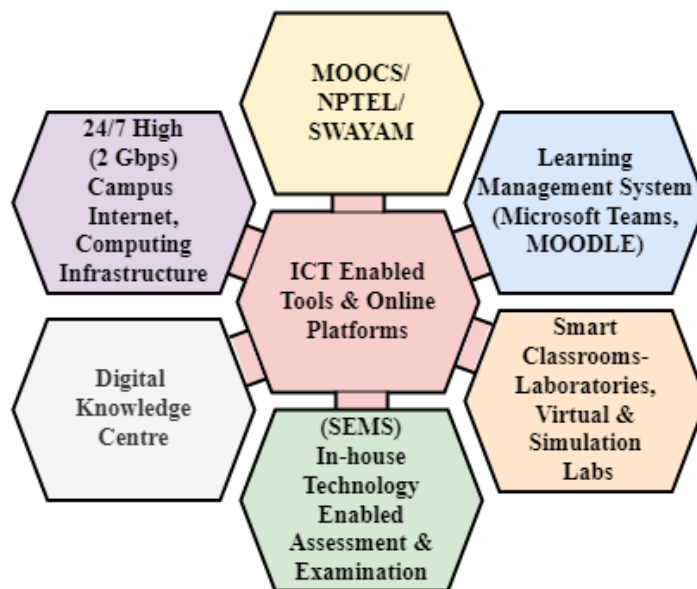 MOOCS/
NPTEL/
SWAYAM
24/7 High
(2 Gbps)
Campus
Internet,
Computing
Infrastructure
Learning
Management System
(Microsoft Teams,
MOODLE)
ICT Enabled
Tools & Online
Platforms
Digital
Knowledge
Centre
Smart
Classrooms-
Laboratories,
Virtual &
Simulation
Labs
(SEMS)
In-house
Technology
Enabled
Assessment &
Examination